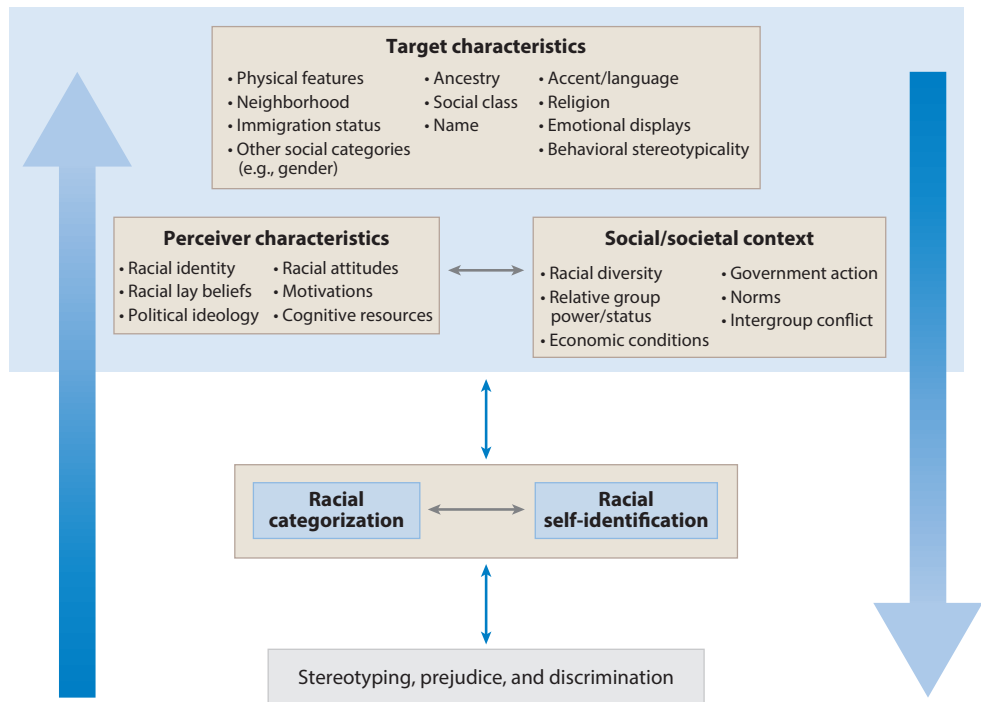 Target characteristics
• Physical features
• Neighborhood
• Immigration status
• Other social categories
(e.g., gender)
• Ancestry
• Social class
• Name
• Accent/language
• Religion
• Emotional displays
• Behavioral stereotypicality
Perceiver characteristics
• Racial identity
• Racial lay beliefs
• Political ideology
• Racial attitudes
• Motivations
• Cognitive resources
Social/societal context
• Racial diversity
• Relative group
power/status
• Economic conditions
• Government action
• Norms
• Intergroup conflict
Racial
categorization
Racial
self-identification
Stereotyping, prejudice, and discrimination